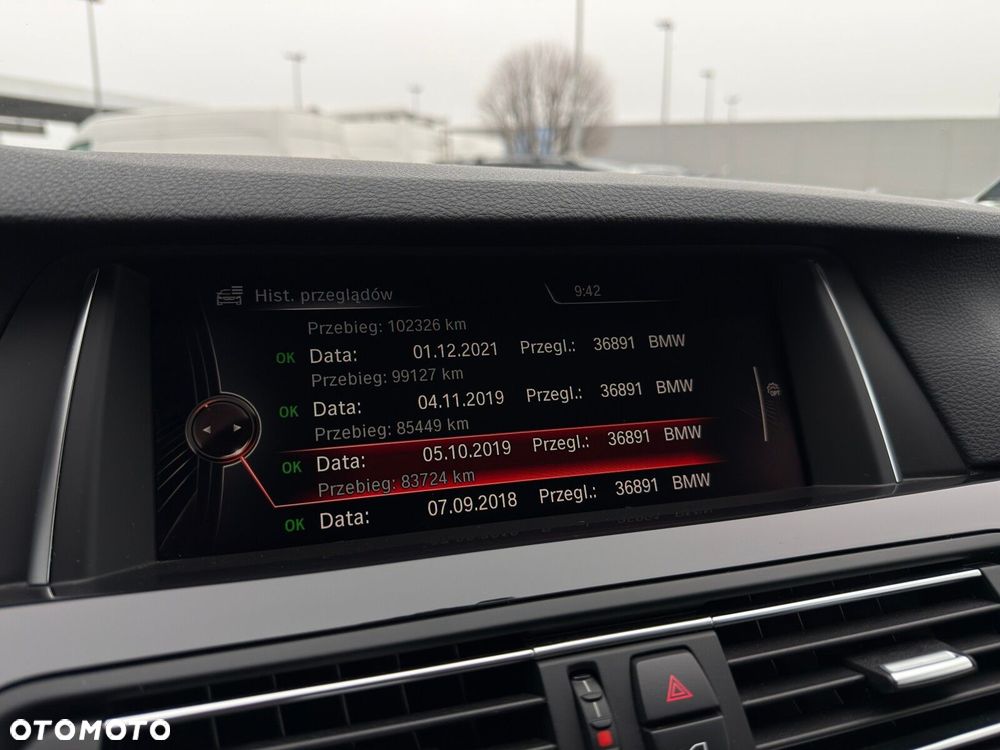 Hist. przeglądów 9:42
Przebieg: 102326 km
OK Data: 01.12.2021 Przegl.: 36891 BMW
Przebieg: 99127 km
OK Data: 04.11.2019 Przegl.: 36891 BMW
Przebieg: 85449 km
OK Data: 05.10.2019 Przegl.: 36891 BMW
Przebieg: 83724 km
OK Data: 07.09.2018 Przegl.: 36891 BMW
OTOMOTO